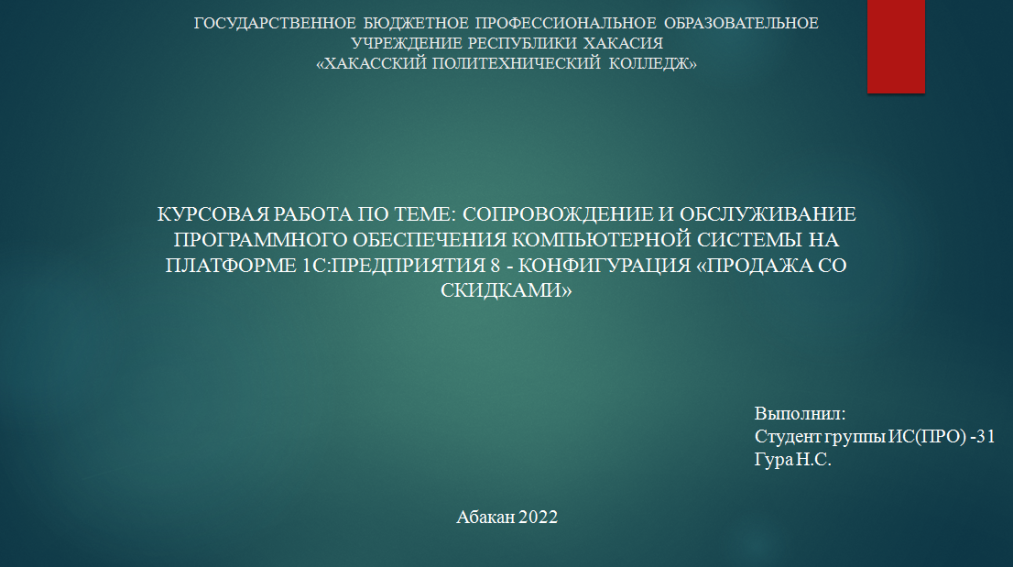 ГОСУДАРСТВЕННОЕ БЮДЖЕТНОЕ ПРОФЕССИОНАЛЬНОЕ ОБРАЗОВАТЕЛЬНОЕ
УЧРЕЖДЕНИЕ РЕСПУБЛИКИ ХАКАСИЯ
«ХАКАССКИЙ ПОЛИТЕХНИЧЕСКИЙ КОЛЛЕДЖ»
КУРСОВАЯ РАБОТА ПО ТЕМЕ: СОПРОВОЖДЕНИЕ И ОБСЛУЖИВАНИЕ
ПРОГРАММНОГО ОБЕСПЕЧЕНИЯ КОМПЬЮТЕРНОЙ СИСТЕМЫ НА
ПЛАТФОРМЕ 1С:ПРЕДПРИЯТИЯ 8 - КОНФИГУРАЦИЯ «ПРОДАЖА СО
СКИДКАМИ»
Выполнил:
Студент группы ИС(ПРО) -31
Гура Н.С.
Абакан 2022